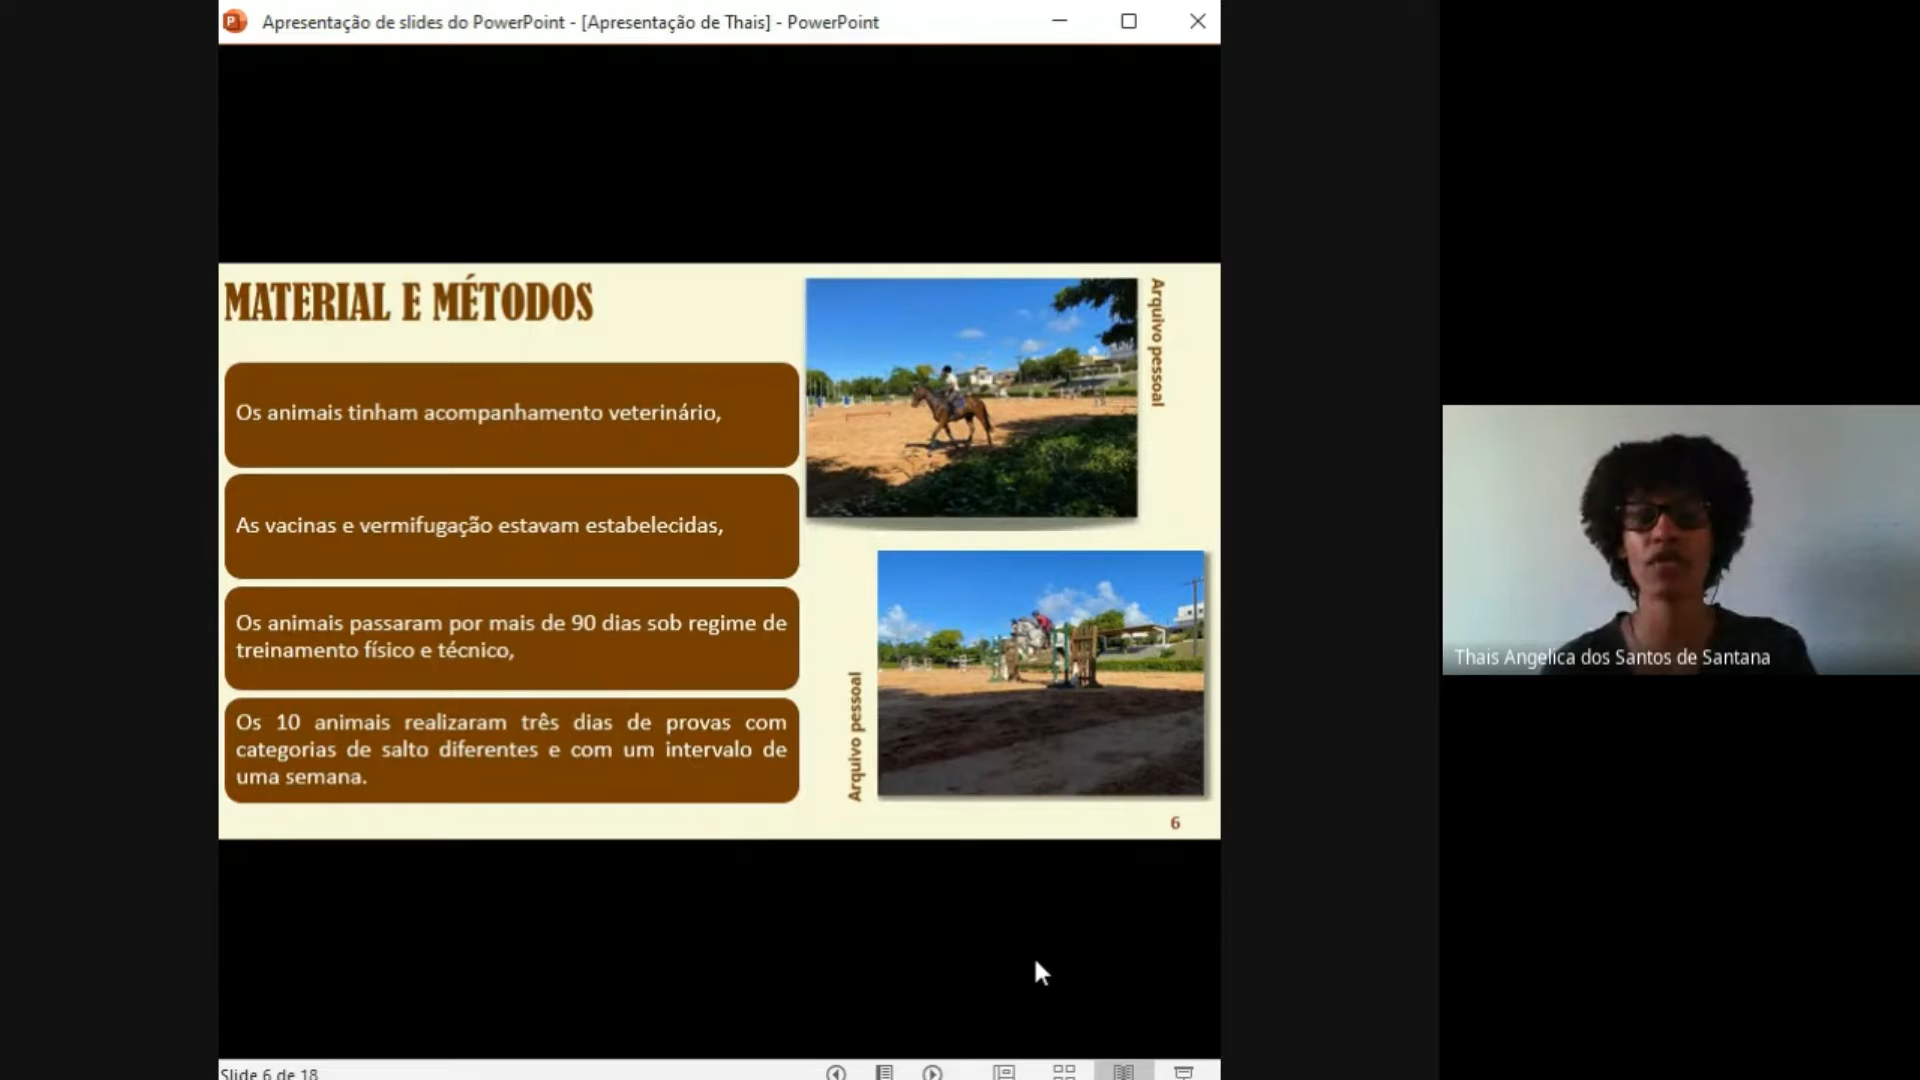 Apresentação de slides do PowerPoint - [Apresentação de Thais] - PowerPoint
MATERIAL E MÉTODOS
Os animais tinham acompanhamento veterinário,
As vacinas e vermifugação estavam estabelecidas,
Os animais passaram por mais de 90 dias sob regime de
treinamento físico e técnico,
Os 10 animais realizaram três dias de provas com
categorias de salto diferentes e com um intervalo de
uma semana.
Arquivo pessoal
Arquivo pessoal
6
Thais Angelica dos Santos de Santana
Slide 6 de 18